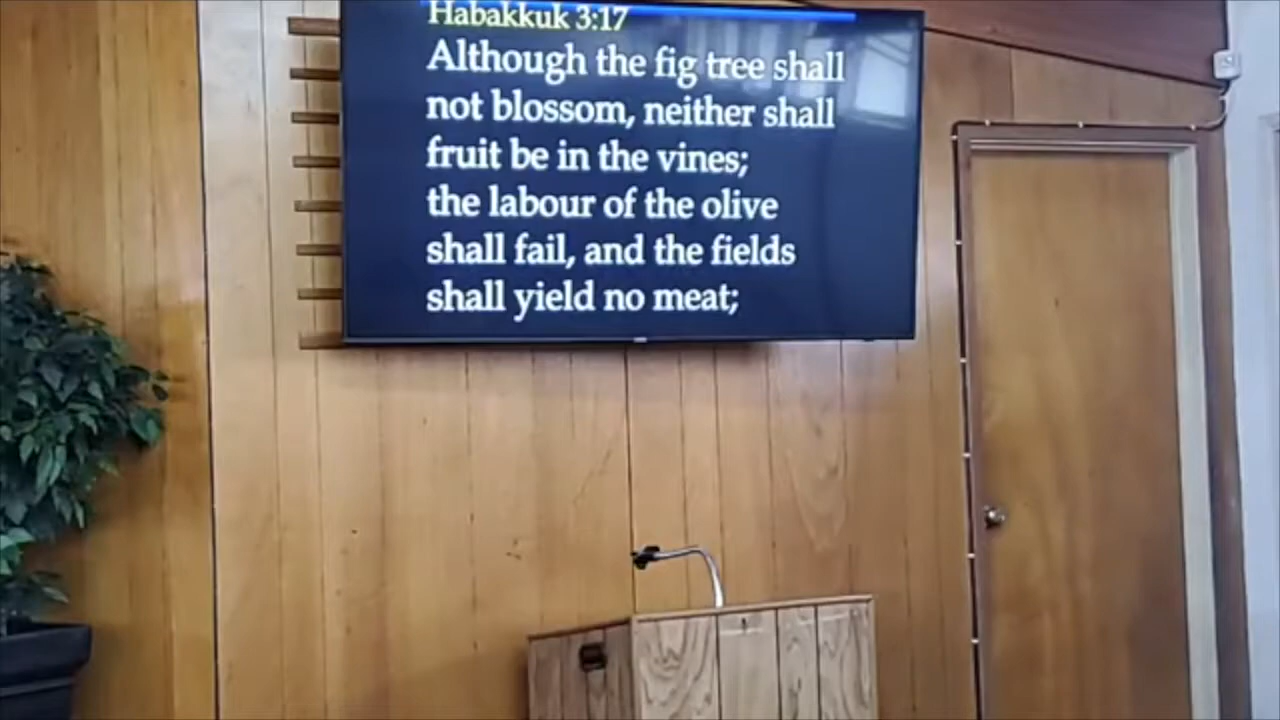 Habakkuk 3:17
Although the fig tree shall
not blossom, neither shall
fruit be in the vines;
the labour of the olive
shall fail, and the fields
shall yield no meat;